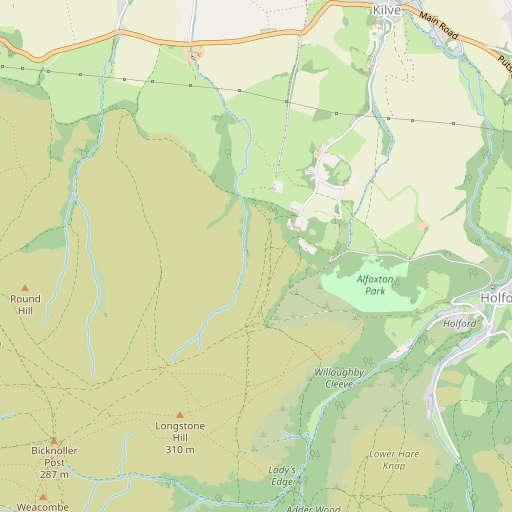 Kilve
Main Road
Alfoxton
Park
Round
Hill
Holford
Willoughby
Cleeve
Longstone
Hill
310 m
Bicknoller
Post
287 m
Lower Hare
Knap
Lady's
Edge
Weacombe
Adder Wood